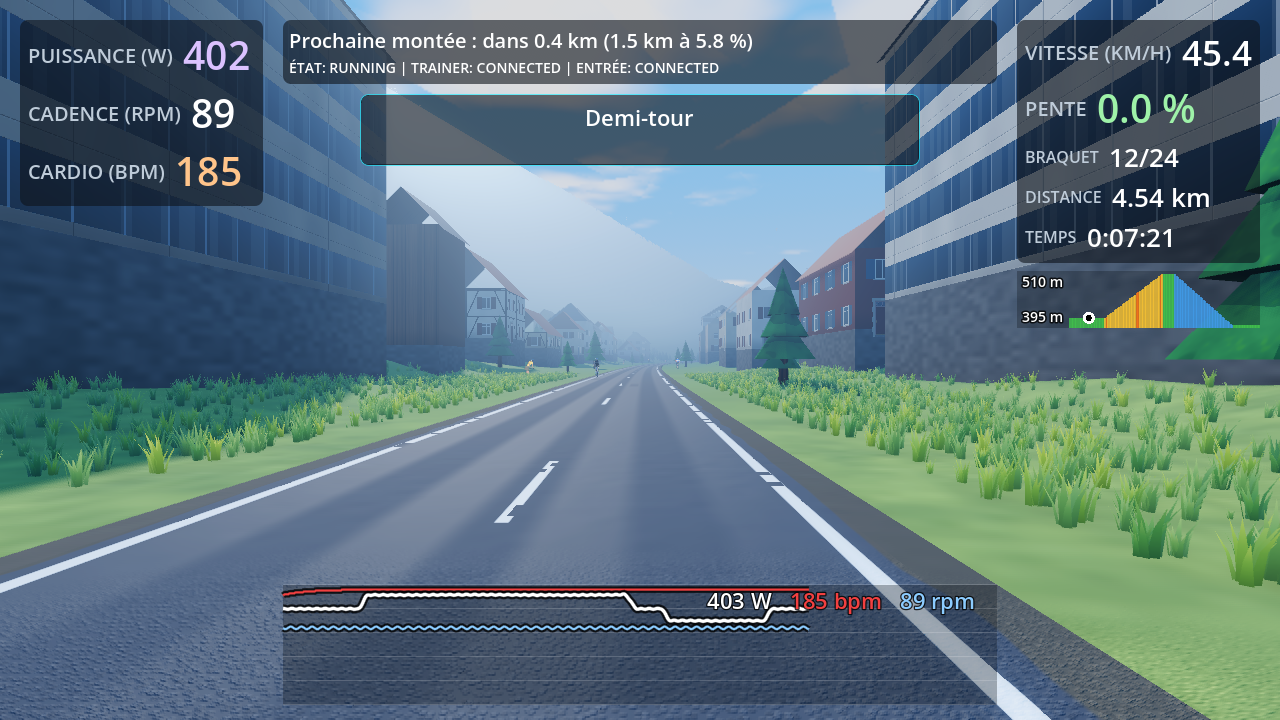 PUISSANCE (W) 402
CADENCE (RPM) 89
CARDIO (BPM) 185
Prochaine montée : dans 0.4 km (1.5 km à 5.8 %)
ÉTAT: RUNNING | TRAINER: CONNECTED | ENTRÉE: CONNECTED
Demi-tour
VITESSE (KM/H) 45.4
PENTE 0.0 %
BRAQUET 12/24
DISTANCE 4.54 km
TEMPS 0:07:21
510 m
395 m
403 W 185 bpm 89 rpm